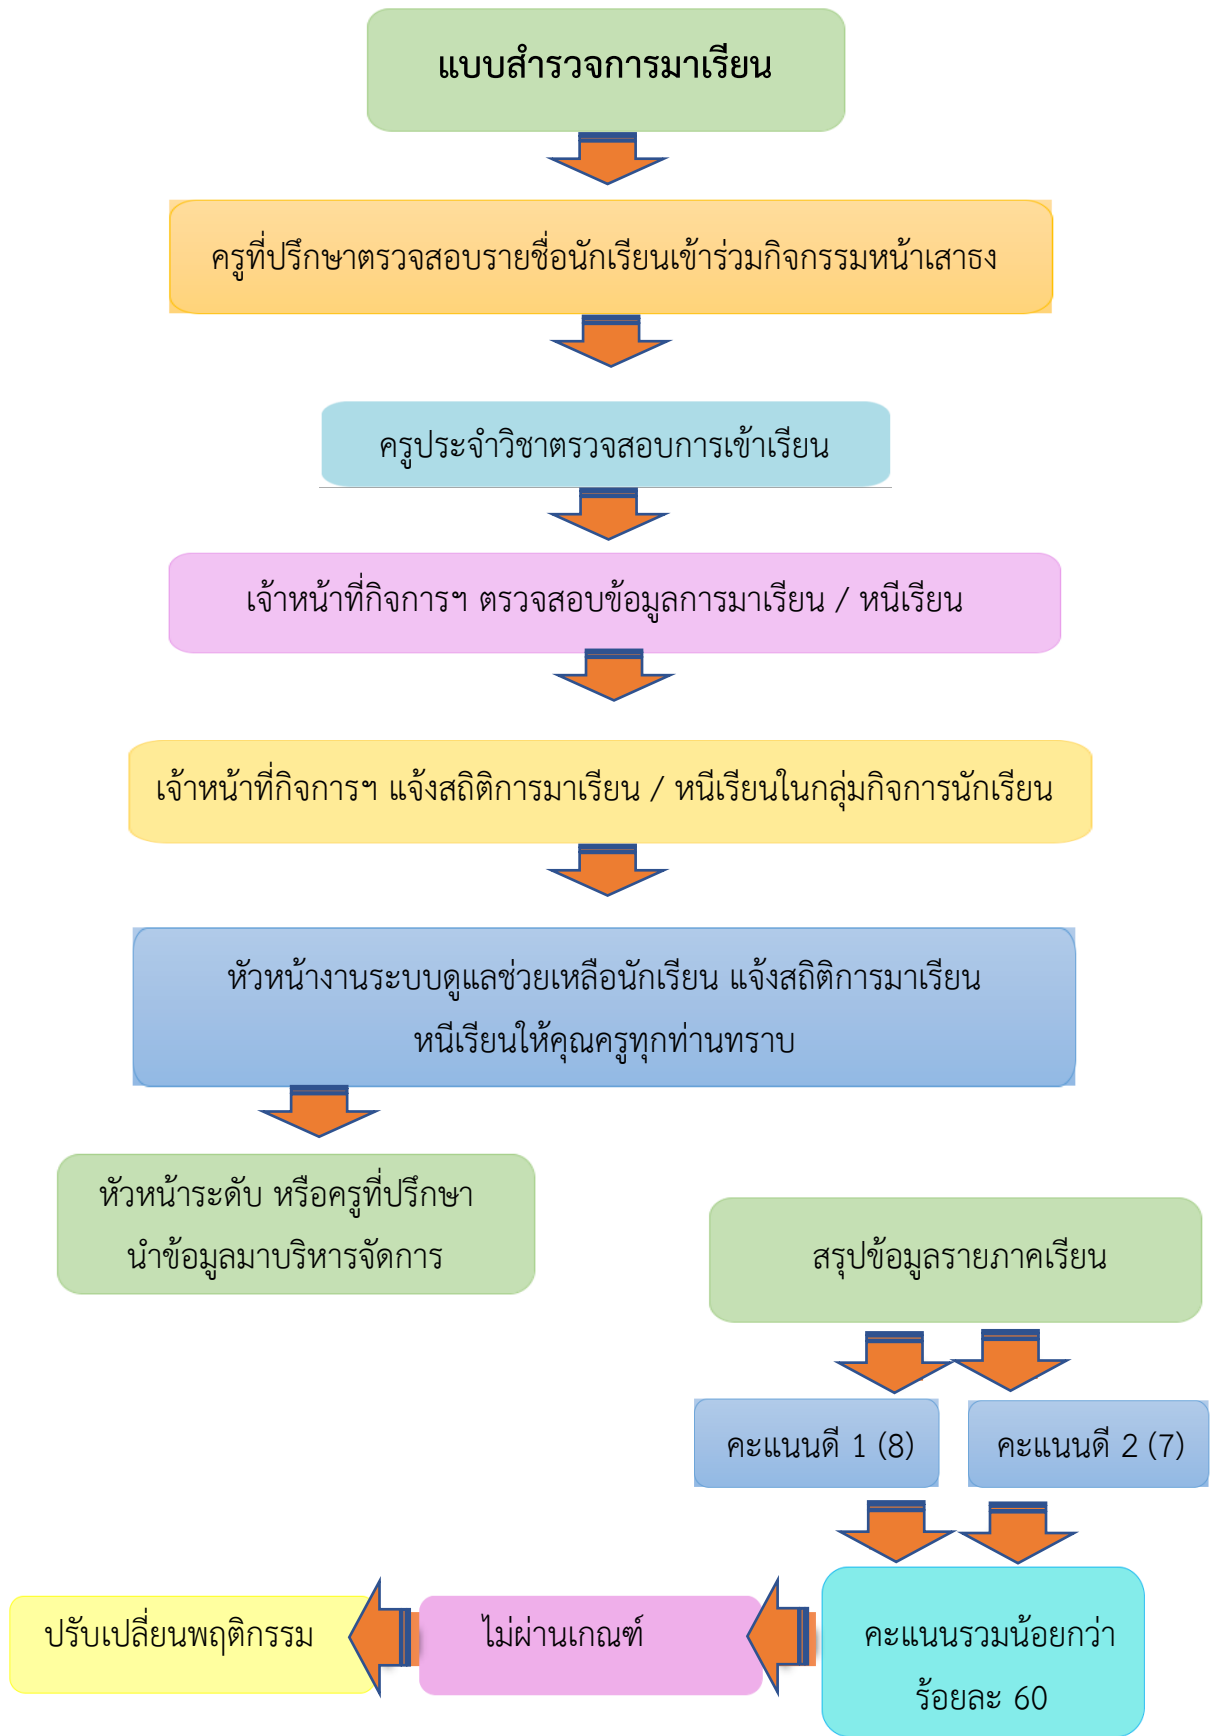 แบบสำรวจการมาเรียน
ครูที่ปรึกษาตรวจสอบรายชื่อนักเรียนเข้าร่วมกิจกรรมหน้าเสาธง
ครูประจำวิชาตรวจสอบการเข้าเรียน
เจ้าหน้าที่กิจการฯ ตรวจสอบข้อมูลการมาเรียน / หนีเรียน
เจ้าหน้าที่กิจการฯ แจ้งสถิติการมาเรียน / หนีเรียนในกลุ่มกิจการนักเรียน
หัวหน้างานระบบดูแลช่วยเหลือนักเรียน แจ้งสถิติการมาเรียน
หนีเรียนให้คุณครูทุกท่านทราบ
หัวหน้าระดับ หรือครูที่ปรึกษา
นำข้อมูลมาบริหารจัดการ
สรุปข้อมูลรายภาคเรียน
คะแนนดี 1 (8)
คะแนนดี 2 (7)
คะแนนรวมน้อยกว่า
ร้อยละ 60
ไม่ผ่านเกณฑ์
ปรับเปลี่ยนพฤติกรรม